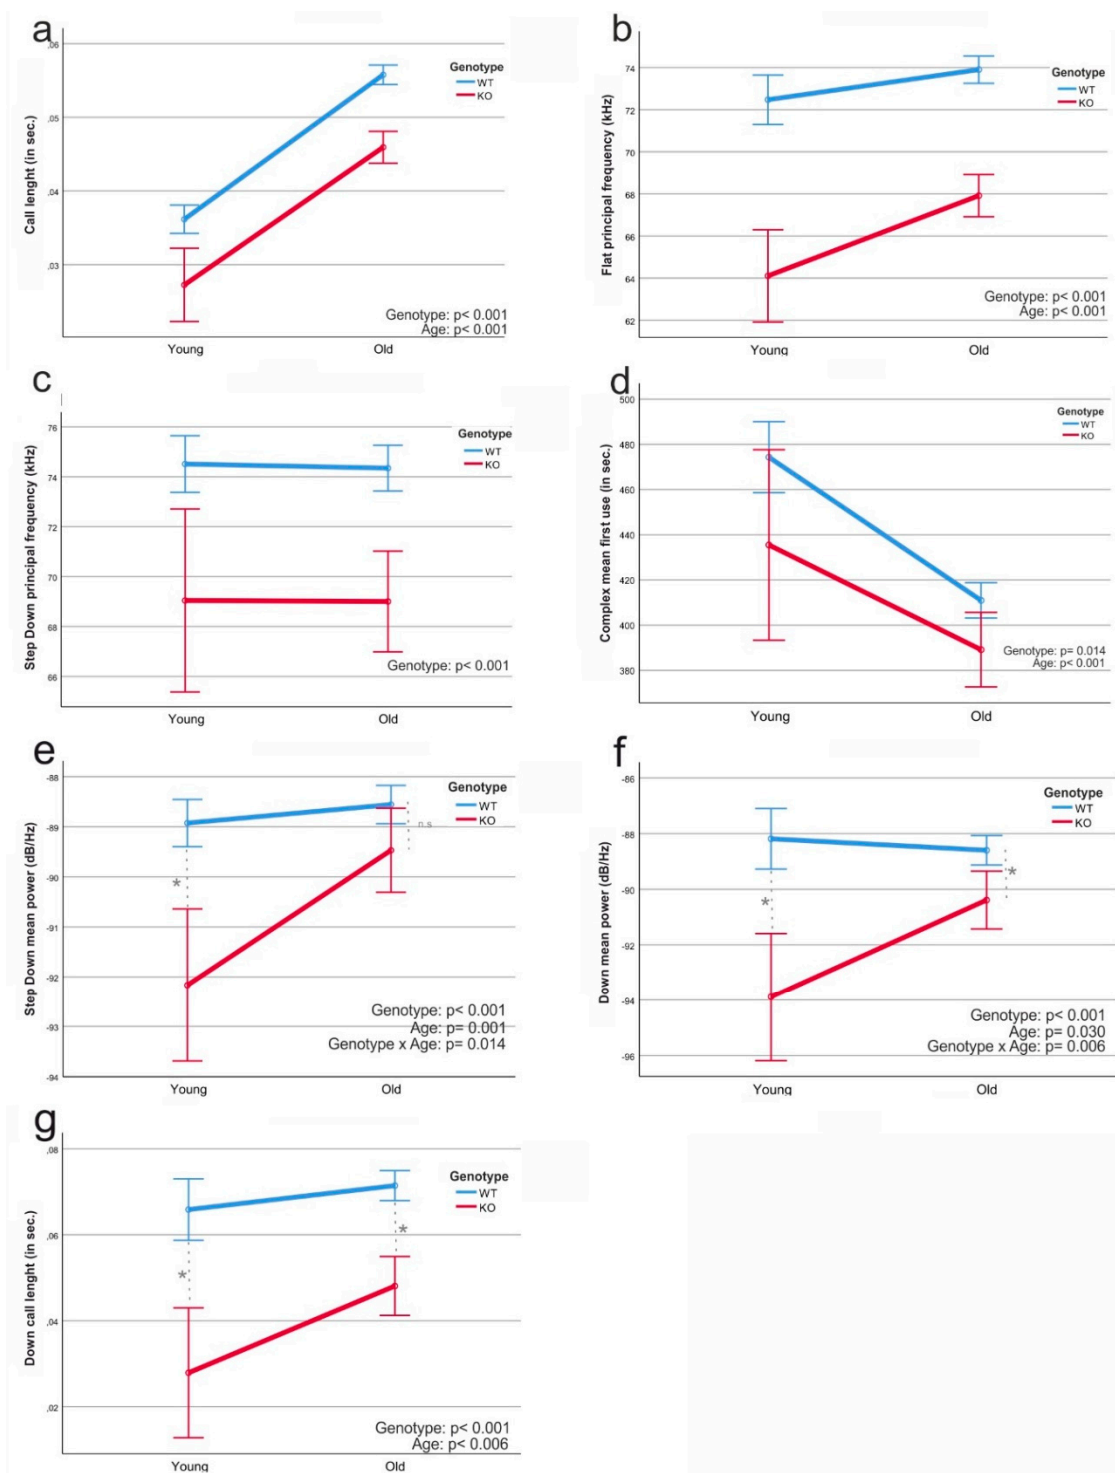 a
,06
,05
,04
,03
Call lenght (in sec.)
Genotype
WT
KO
Genotype: p< 0.001
Age: p< 0.001
Young
Old
b
74
72
70
68
66
64
62
Flat principal frequency (kHz)
Genotype
WT
KO
Genotype: p< 0.001
Age: p< 0.001
Young
Old
c
76
74
72
70
68
66
Step Down principal frequency (kHz)
Genotype
WT
KO
Genotype: p< 0.001
Young
Old
d
500
480
460
440
420
400
380
Complex mean first use (in sec.)
Genotype
WT
KO
Genotype: p= 0.014
Age: p< 0.001
Young
Old
e
-88
-89
-90
-91
-92
-93
-94
Step Down mean power (dB/Hz)
Genotype
WT
KO
*
n.s
Genotype: p< 0.001
Age: p= 0.001
Genotype x Age: p= 0.014
Young
Old
f
-86
-88
-90
-92
-94
-96
Down mean power (dB/Hz)
Genotype
WT
KO
*
*
Genotype: p< 0.001
Age: p= 0.030
Genotype x Age: p= 0.006
Young
Old
g
,08
,06
,04
,02
Down call lenght (in sec.)
Genotype
WT
KO
*
*
Genotype: p< 0.001
Age: p< 0.006
Young
Old